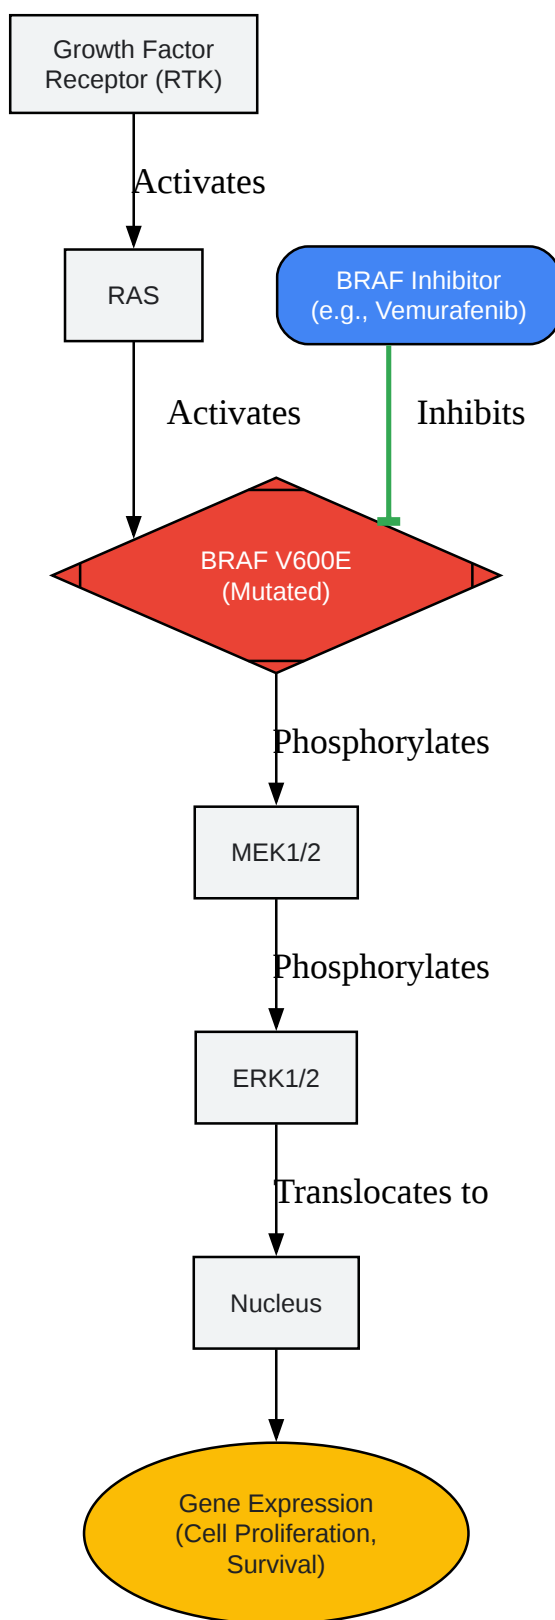 Growth Factor
Receptor (RTK)
Activates
RAS
BRAF Inhibitor
(e.g., Vemurafenib)
Activates
Inhibits
BRAF V600E
(Mutated)
Phosphorylates
MEK1/2
Phosphorylates
ERK1/2
Translocates to
Nucleus
Gene Expression
(Cell Proliferation,
Survival)